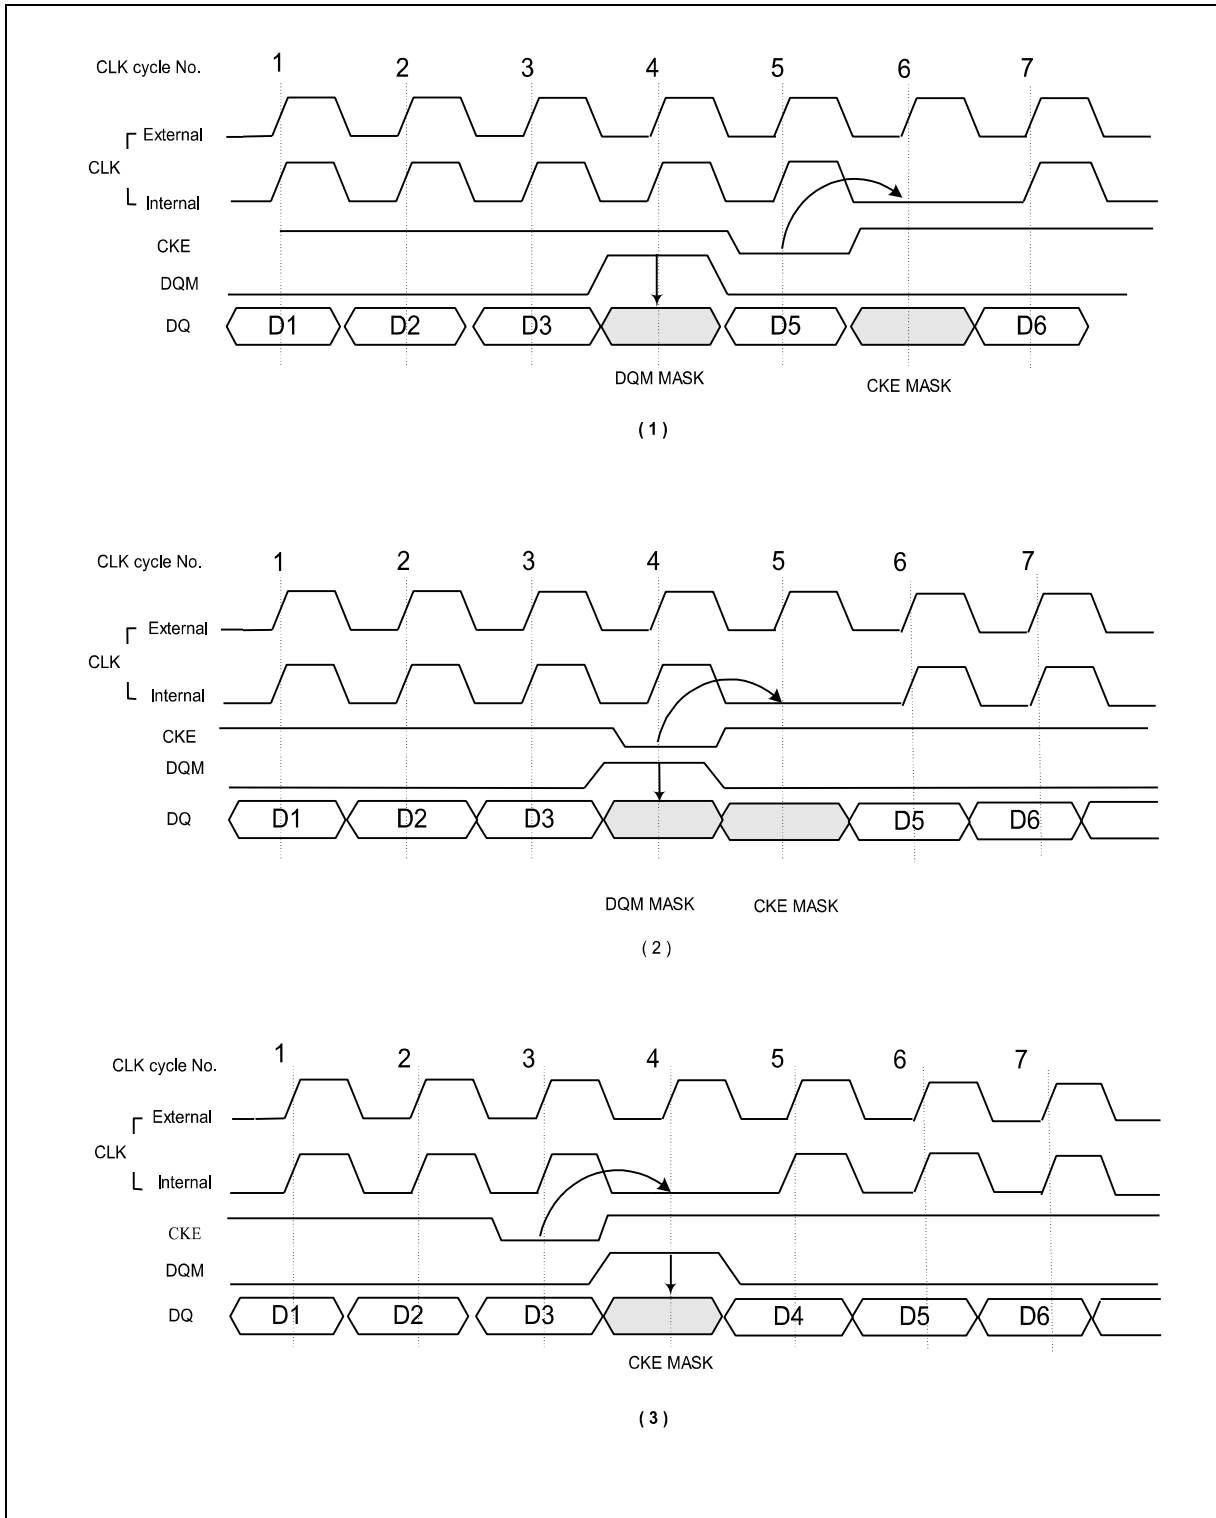 CLK cycle No. 1 2 3 4 5 6 7
External
CLK
Internal
CKE
DQM
DQ D1 D2 D3 D5 D6
DQM MASK CKE MASK
( 1 )
CLK cycle No. 1 2 3 4 5 6 7
External
CLK
Internal
CKE
DQM
DQ D1 D2 D3 D5 D6
DQM MASK CKE MASK
( 2 )
CLK cycle No. 1 2 3 4 5 6 7
External
CLK
Internal
CKE
DQM
DQ D1 D2 D3 D4 D5 D6
CKE MASK
( 3 )